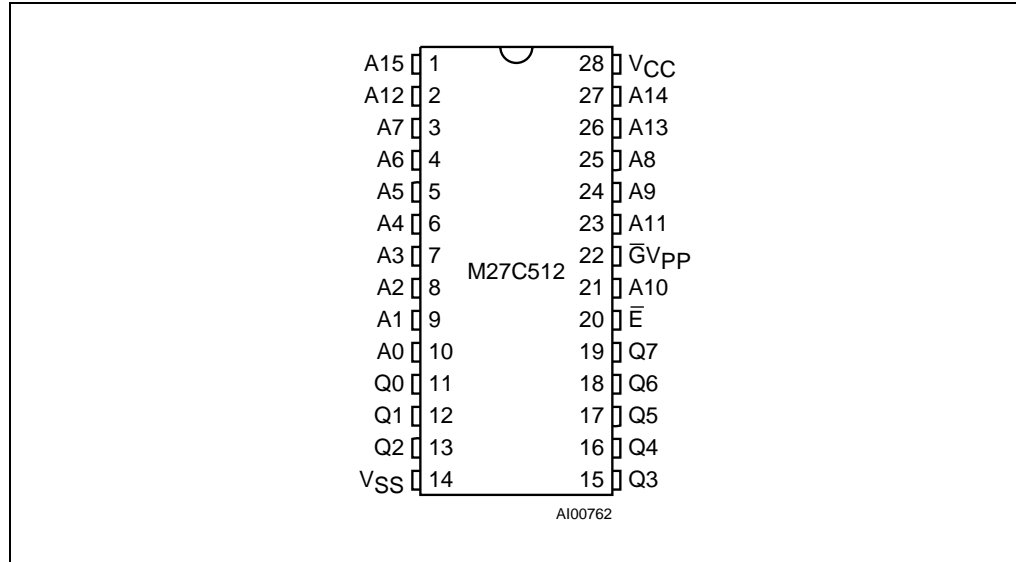 A15 1 28 VCC
A12 2 27 A14
A7 3 26 A13
A6 4 25 A8
A5 5 24 A9
A4 6 23 A11
A3 7 22 G̅VPP
M27C512
A2 8 21 A10
A1 9 20 E̅
A0 10 19 Q7
Q0 11 18 Q6
Q1 12 17 Q5
Q2 13 16 Q4
VSS 14 15 Q3
AI00762